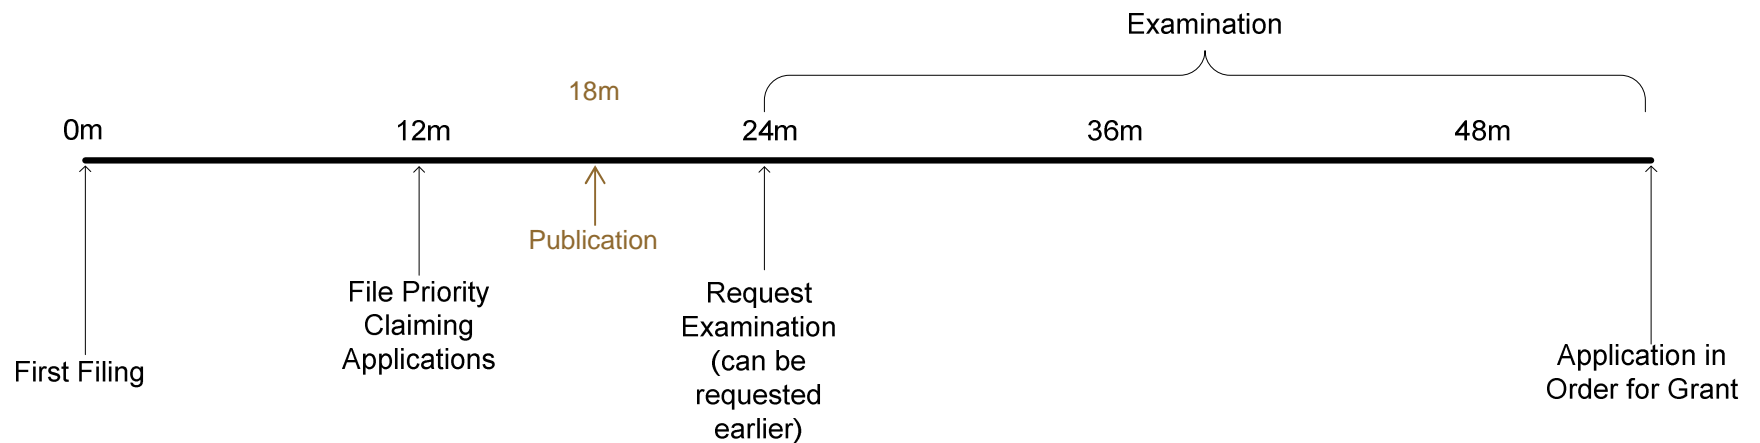 Examination
18m
0m
12m
24m
36m
48m
Publication
File Priority
Claiming
Applications
Request
Examination
(can be
requested
earlier)
First Filing
Application in
Order for Grant